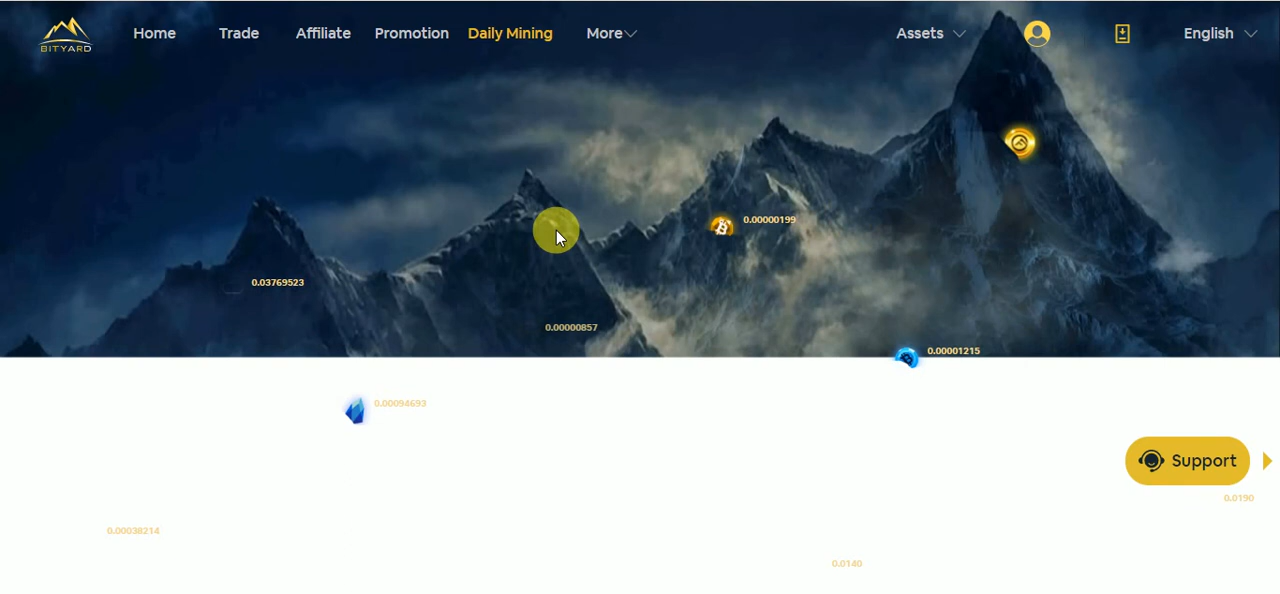 BITYARD
Home
Trade
Affiliate
Promotion
Daily Mining
More
Assets
English
0.00000199
0.03769523
0.00000857
0.00001215
0.00094693
Support
0.0190
0.00038214
0.0140